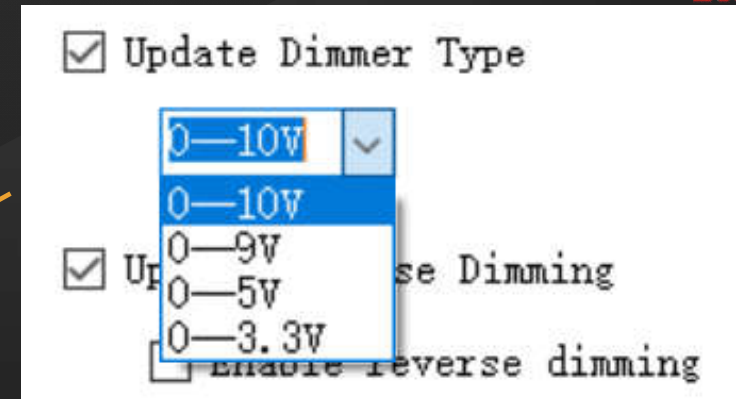 Update Dimmer Type
0—10V
0—10V
0—9V
Up se Dimming
0—5V
0—3.3V
Enable reverse dimming